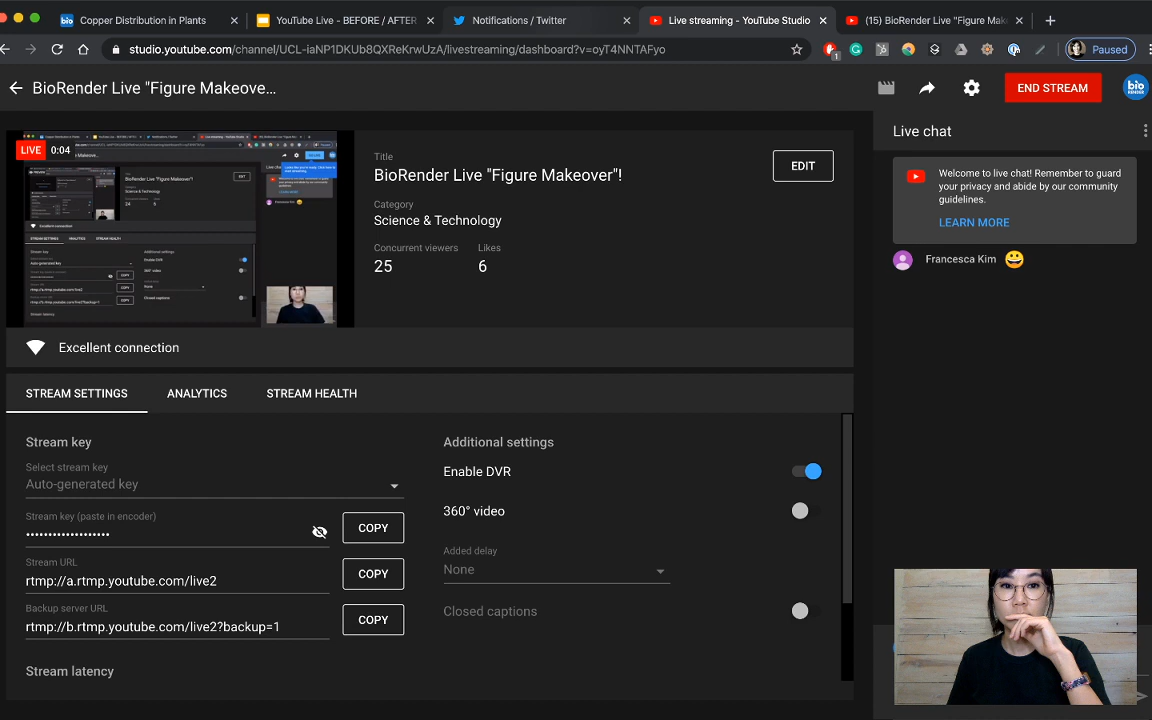 Copper Distribution in Plants
YouTube Live - BEFORE / AFTER
Notifications / Twitter
Live streaming - YouTube Studio
(15) BioRender Live "Figure Make
studio.youtube.com/channel/UCL-iaNP1DKUb8QXReKrwUzA/livestreaming/dashboard?v=oyT4NNTAFyo
1
Paused
BioRender Live "Figure Makeove...
END STREAM
bio
RENDER
LIVE 0:04
Title
BioRender Live "Figure Makeover"!
EDIT
Category
Science & Technology
Concurrent viewers
Likes
25
6
Excellent connection
STREAM SETTINGS
ANALYTICS
STREAM HEALTH
Stream key
Select stream key
Auto-generated key
Stream key (paste in encoder)
•••••••••••••••••••
COPY
Stream URL
rtmp://a.rtmp.youtube.com/live2
COPY
Backup server URL
rtmp://b.rtmp.youtube.com/live2?backup=1
COPY
Stream latency
Additional settings
Enable DVR
360° video
Added delay
None
Closed captions
Live chat
Welcome to live chat! Remember to guard
your privacy and abide by our community
guidelines.
LEARN MORE
Francesca Kim 😀